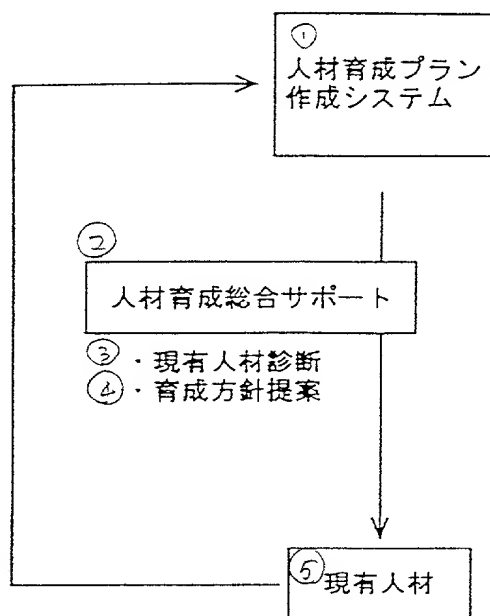 ①
人材育成プラン
作成システム
②
人材育成総合サポート
③・現有人材診断
④・育成方針提案
⑤現有人材